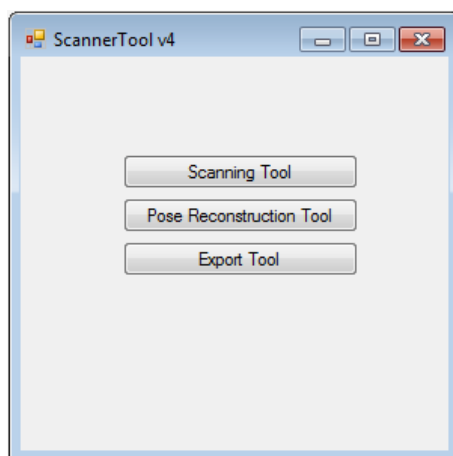 ScannerTool v4
Scanning Tool
Pose Reconstruction Tool
Export Tool